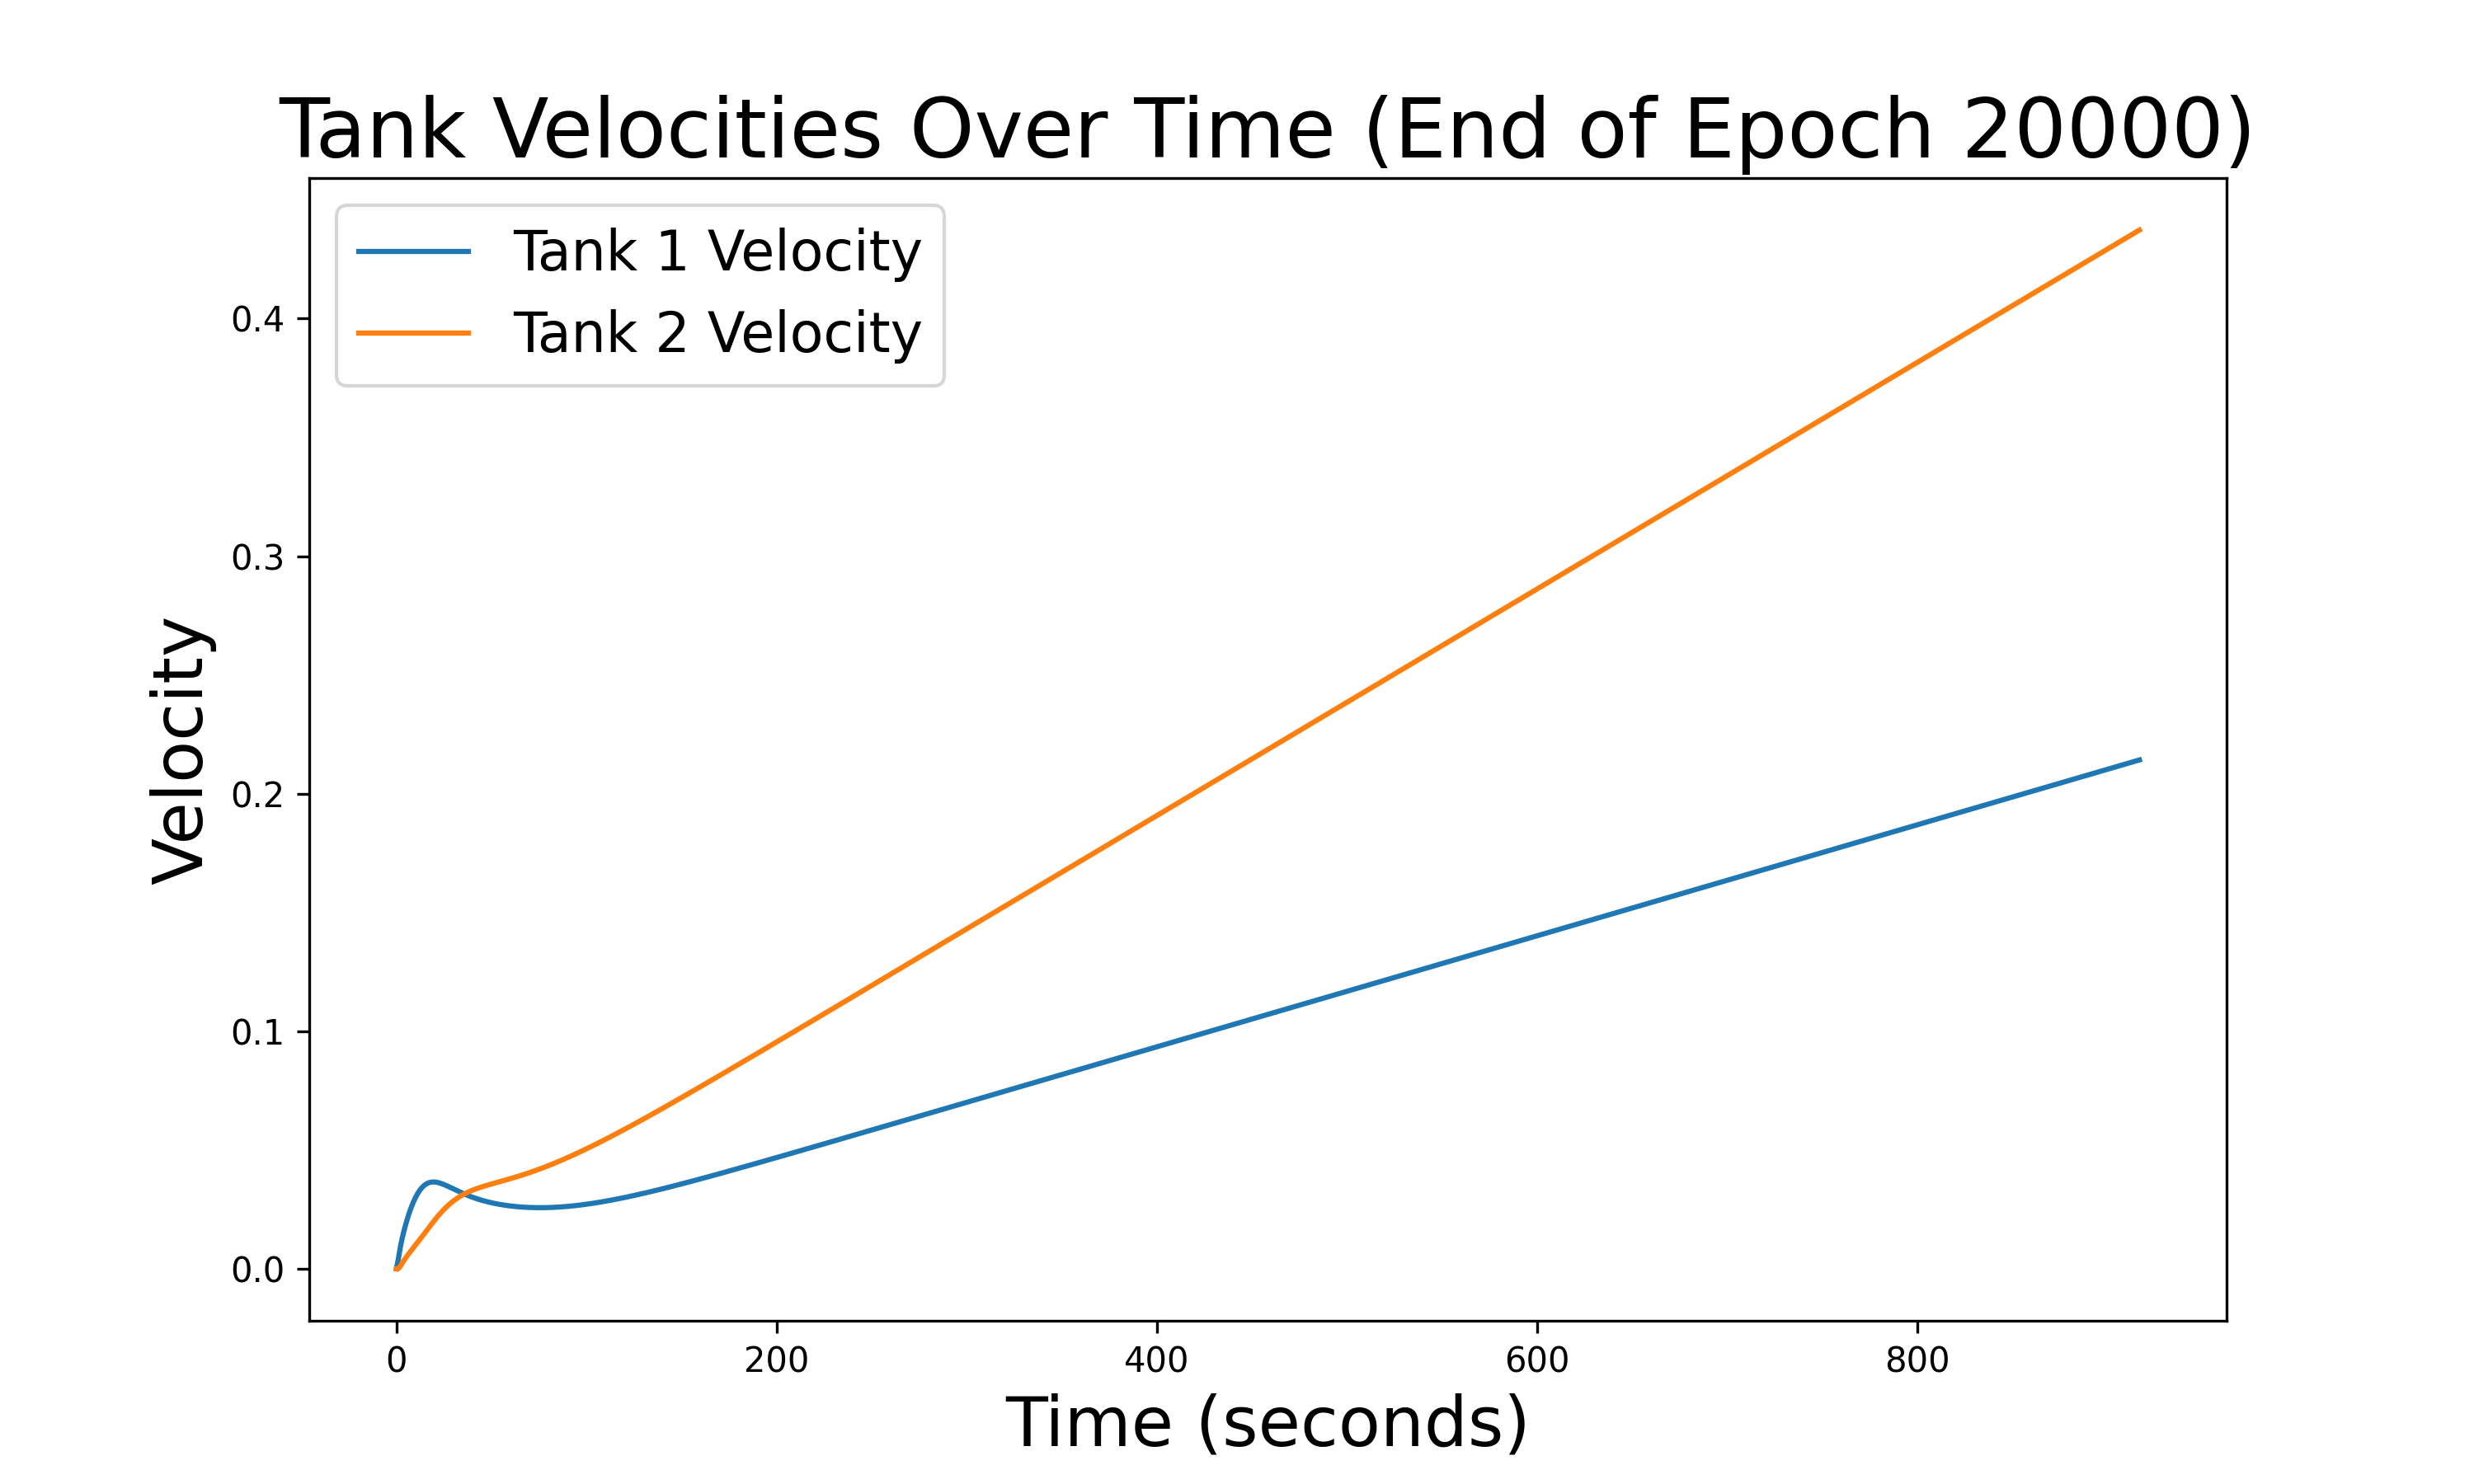 Tank Velocities Over Time (End of Epoch 20000)
Tank 1 Velocity
Tank 2 Velocity
Velocity
0.4
0.3
0.2
0.1
0.0
0 200 400 600 800
Time (seconds)